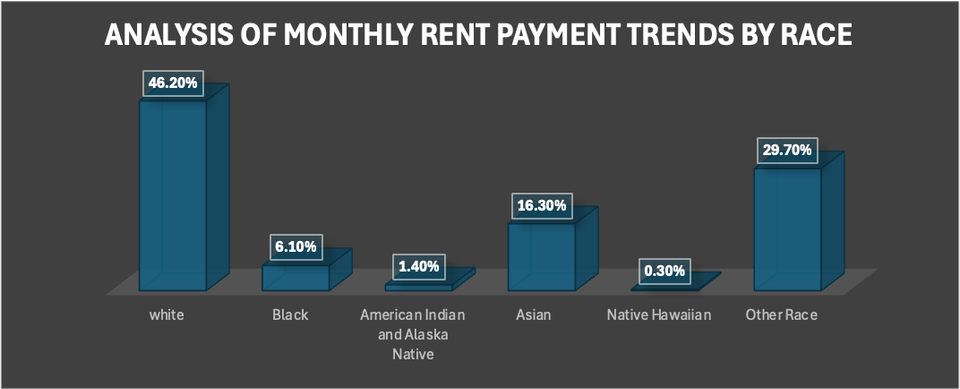 ANALYSIS OF MONTHLY RENT PAYMENT TRENDS BY RACE
46.20%
6.10%
1.40%
16.30%
0.30%
29.70%
white
Black
American Indian
and Alaska
Native
Asian
Native Hawaiian
Other Race